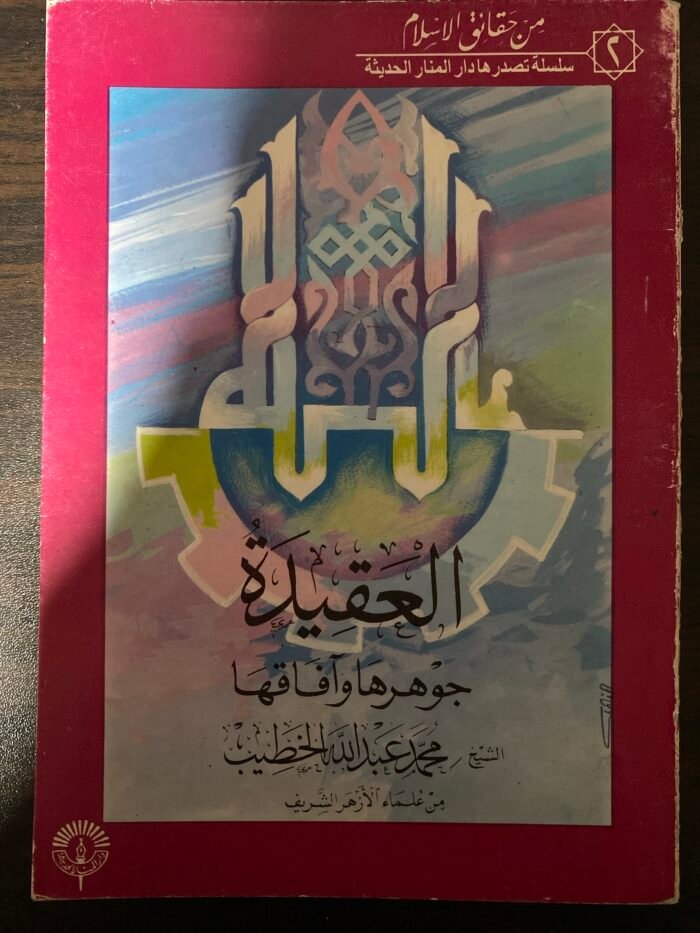 من حقائق الإسلام
٢
سلسلة تصدرها دار المنار الحديثة
الله
العقيدةُ
جوهرها وآفاقها
الشيخ محمد عبدالله الخطيب
من علماء الأزهر الشريف